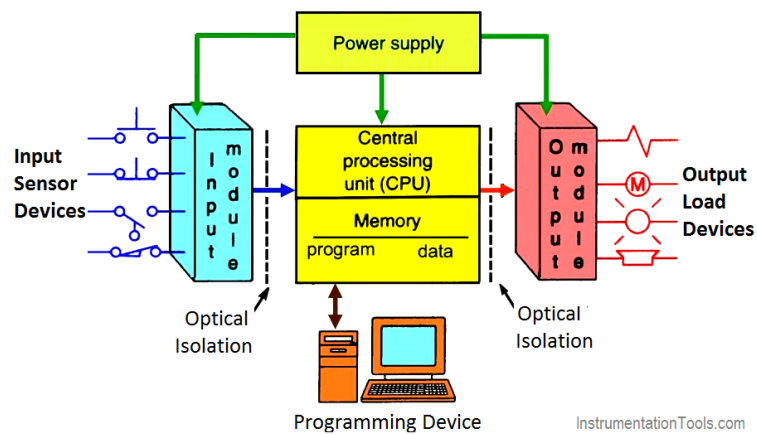 Power supply
Input
Sensor
Devices
Input
module
Central
processing
unit (CPU)
Memory
program data
Output
module
M
Output
Load
Devices
Optical
Isolation
Optical
Isolation
Programming Device
InstrumentationTools.com